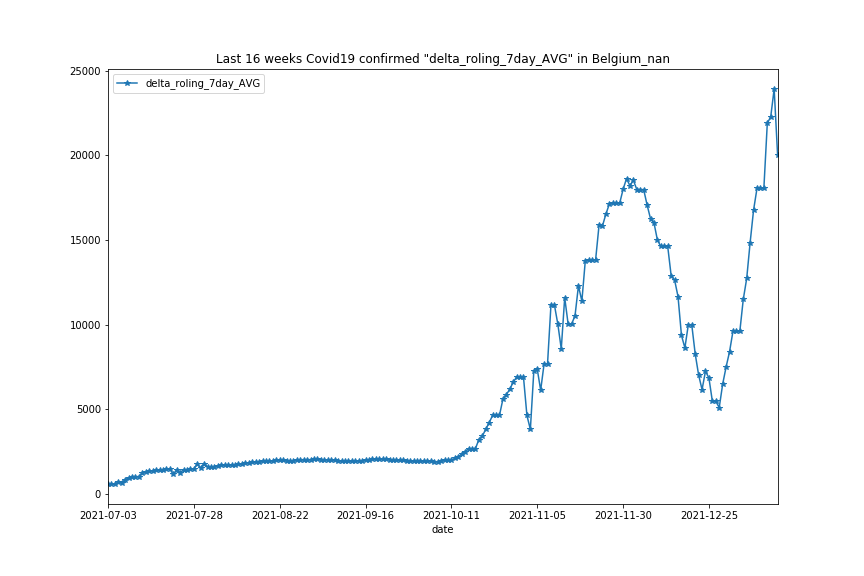 Last 16 weeks Covid19 confirmed "delta_roling_7day_AVG" in Belgium_nan
delta_roling_7day_AVG
25000
20000
15000
10000
5000
0
2021-07-03 2021-07-28 2021-08-22 2021-09-16 2021-10-11 2021-11-05 2021-11-30 2021-12-25
date